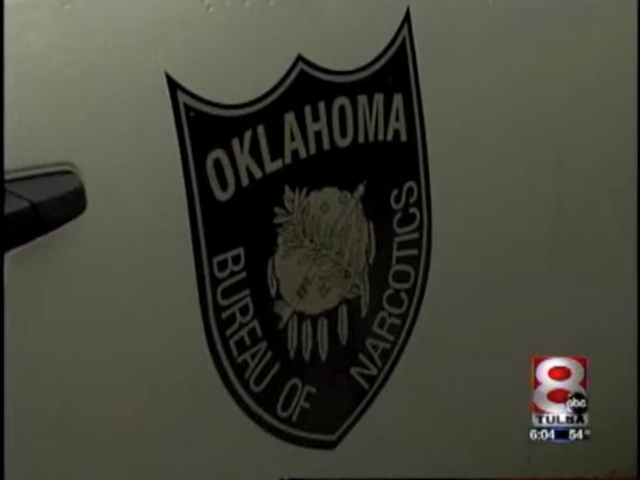 OKLAHOMA
BUREAU OF NARCOTICS
8
abc
TULSA
6:04 54°